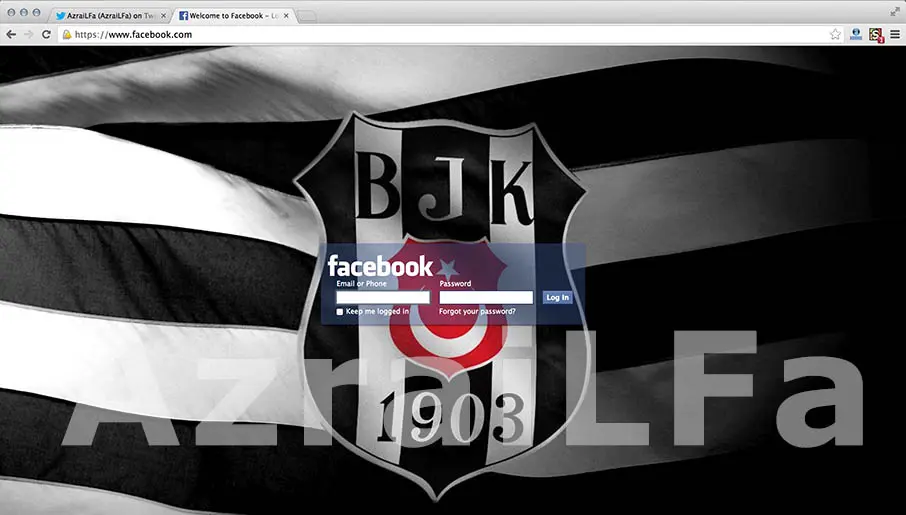 AzraiLFa (AzraiLFa) on Tw
Welcome to Facebook – Lo
https://www.facebook.com
BJK
facebook
Email or Phone
Password
Log In
Keep me logged in
Forgot your password?
AzraiLFa
1903